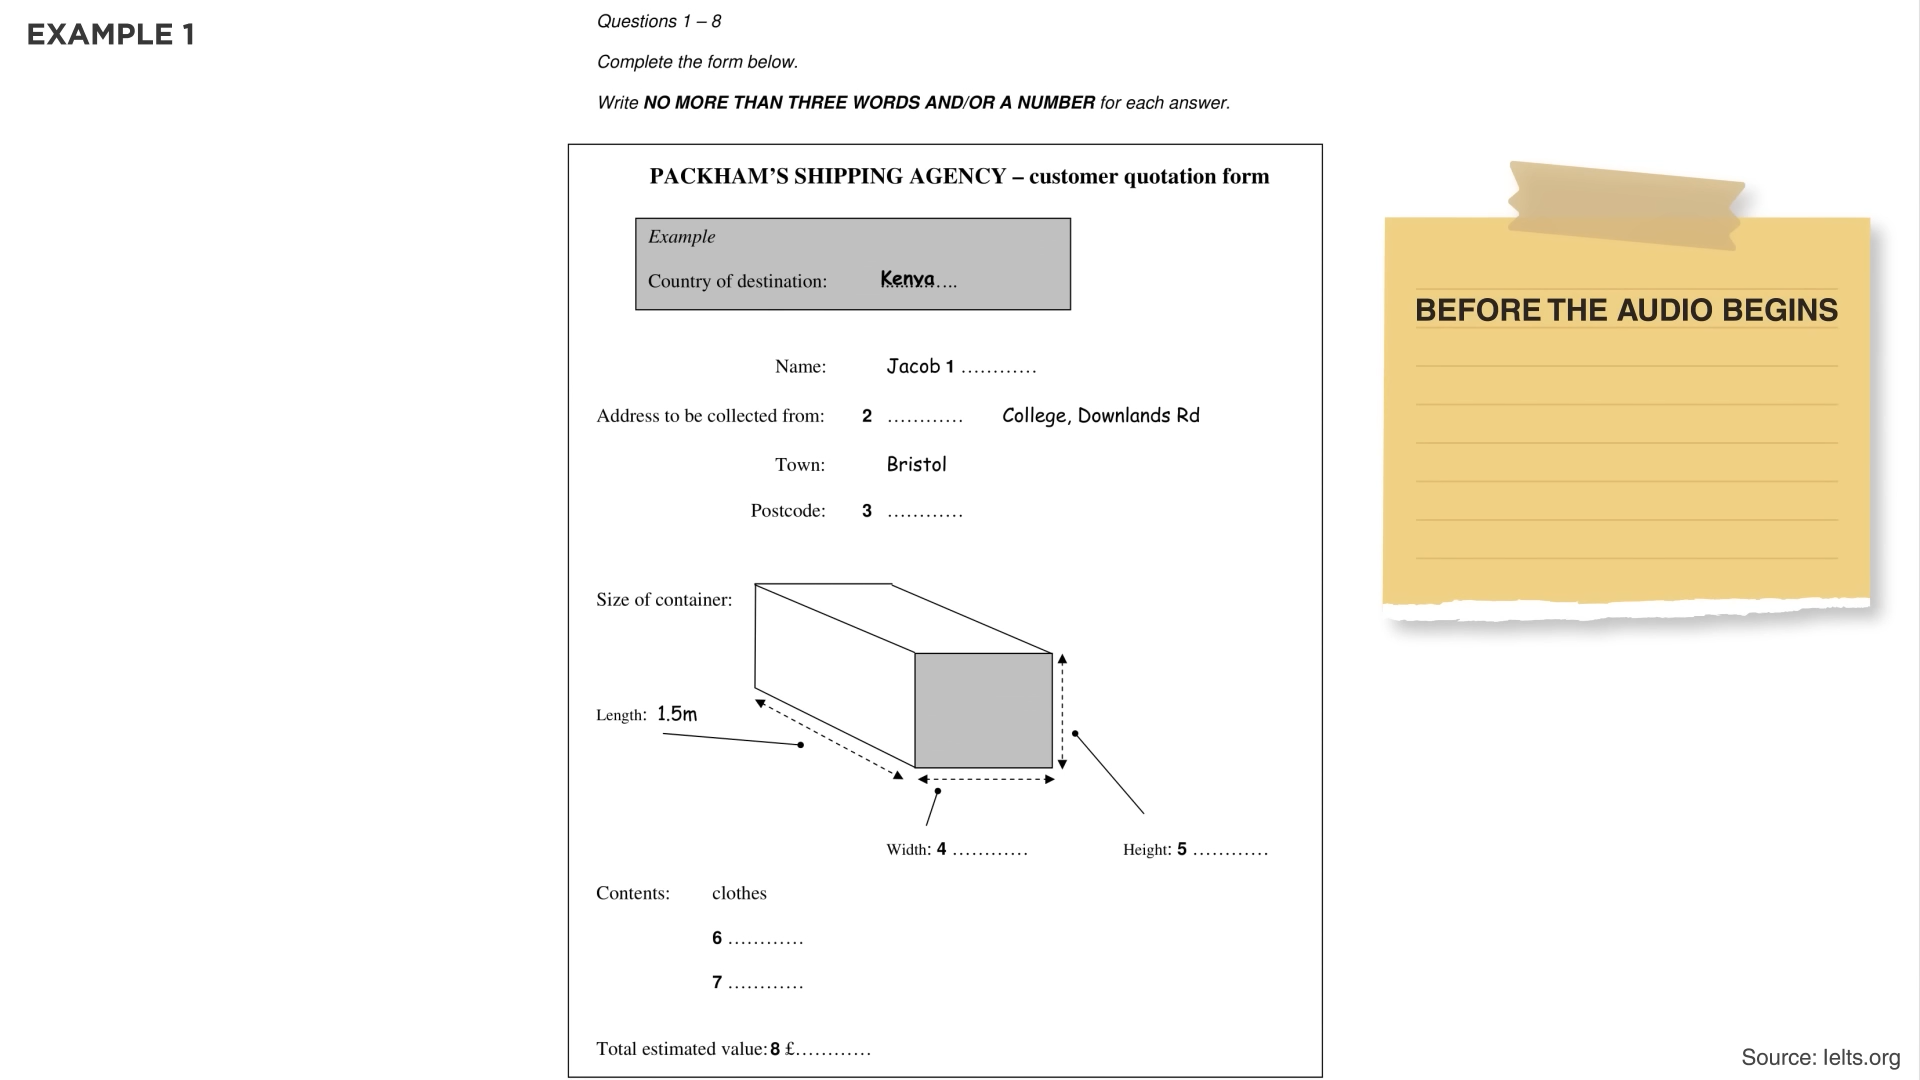 EXAMPLE 1
Questions 1 – 8
Complete the form below.
Write NO MORE THAN THREE WORDS AND/OR A NUMBER for each answer.
PACKHAM'S SHIPPING AGENCY – customer quotation form
Example
Country of destination: Kenya............
Name: Jacob 1 ............
Address to be collected from: 2 ............ College, Downlands Rd
Town: Bristol
Postcode: 3 ............
Size of container:
Length: 1.5m
Width: 4 ............ Height: 5 ............
Contents: clothes
6 ............
7 ............
Total estimated value: 8 £............
BEFORE THE AUDIO BEGINS
Source: Ielts.org